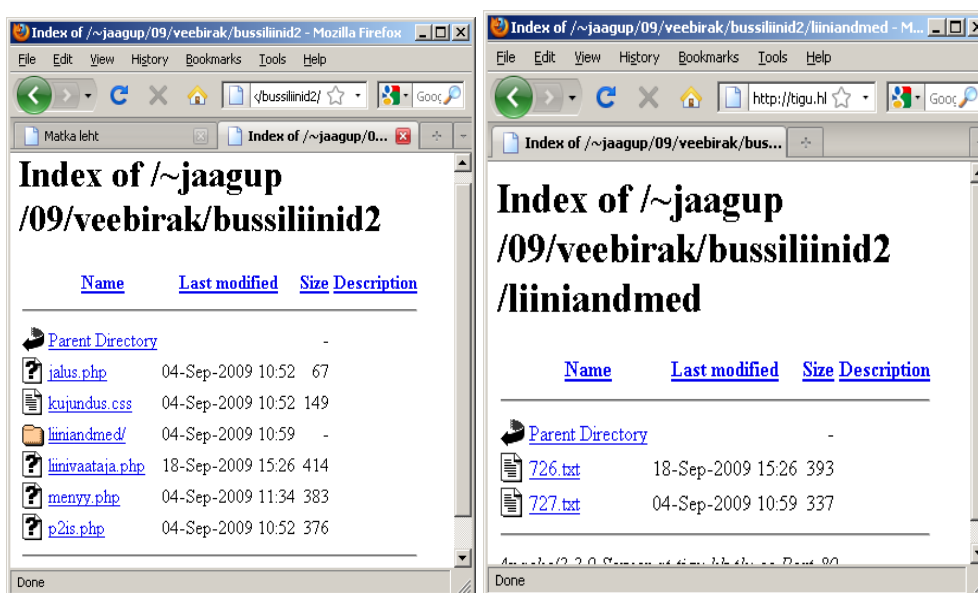 Index of /~jaagup/09/veebirak/bussiliinid2 - Mozilla Firefox
File Edit View History Bookmarks Tools Help
/bussiliinid2/ Goog
Matka leht Index of /~jaagup/0...
Index of /~jaagup
/09/veebirak/bussiliinid2
Name Last modified Size Description
Parent Directory -
jalus.php 04-Sep-2009 10:52 67
kujundus.css 04-Sep-2009 10:52 149
liiniandmed/ 04-Sep-2009 10:59 -
liinivaataja.php 18-Sep-2009 15:26 414
menyy.php 04-Sep-2009 11:34 383
p2is.php 04-Sep-2009 10:52 376
Done
Index of /~jaagup/09/veebirak/bussiliinid2/liiniandmed - M...
File Edit View History Bookmarks Tools Help
http://tigu.hl Goog
Index of /~jaagup/09/veebirak/bus...
Index of /~jaagup
/09/veebirak/bussiliinid2
/liiniandmed
Name Last modified Size Description
Parent Directory -
726.txt 18-Sep-2009 15:26 393
727.txt 04-Sep-2009 10:59 337
Done